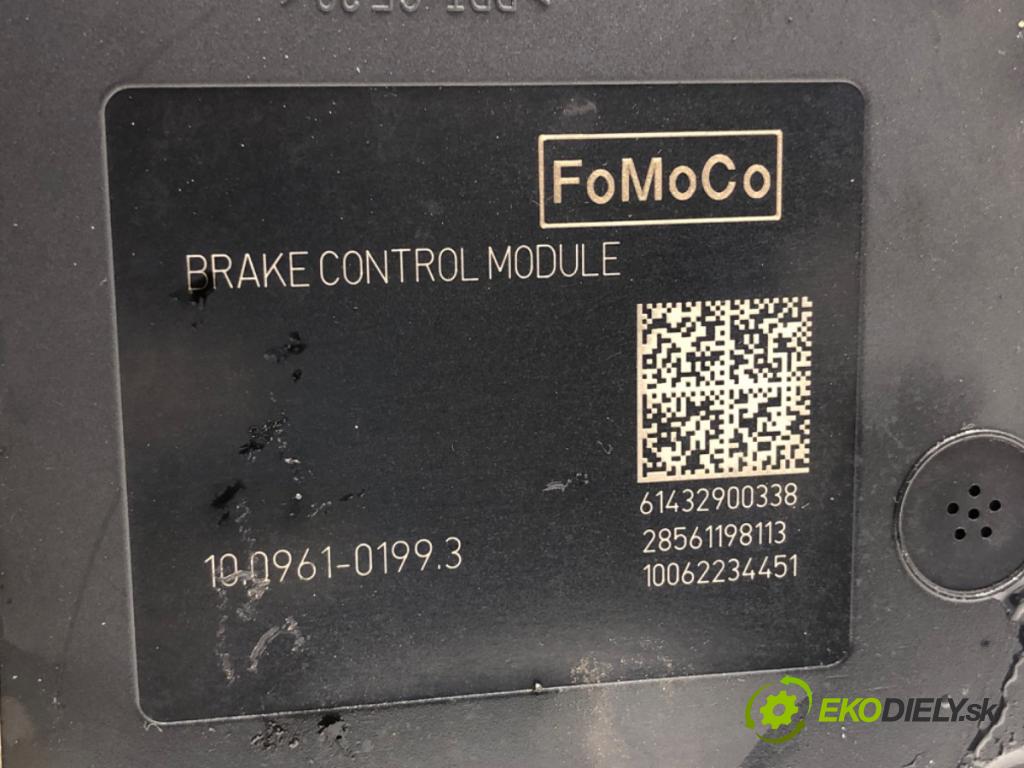 FoMoCo
BRAKE CONTROL MODULE
61432900338
28561198113
10062234451
10.0961-0199.3
EKODIELY.sk